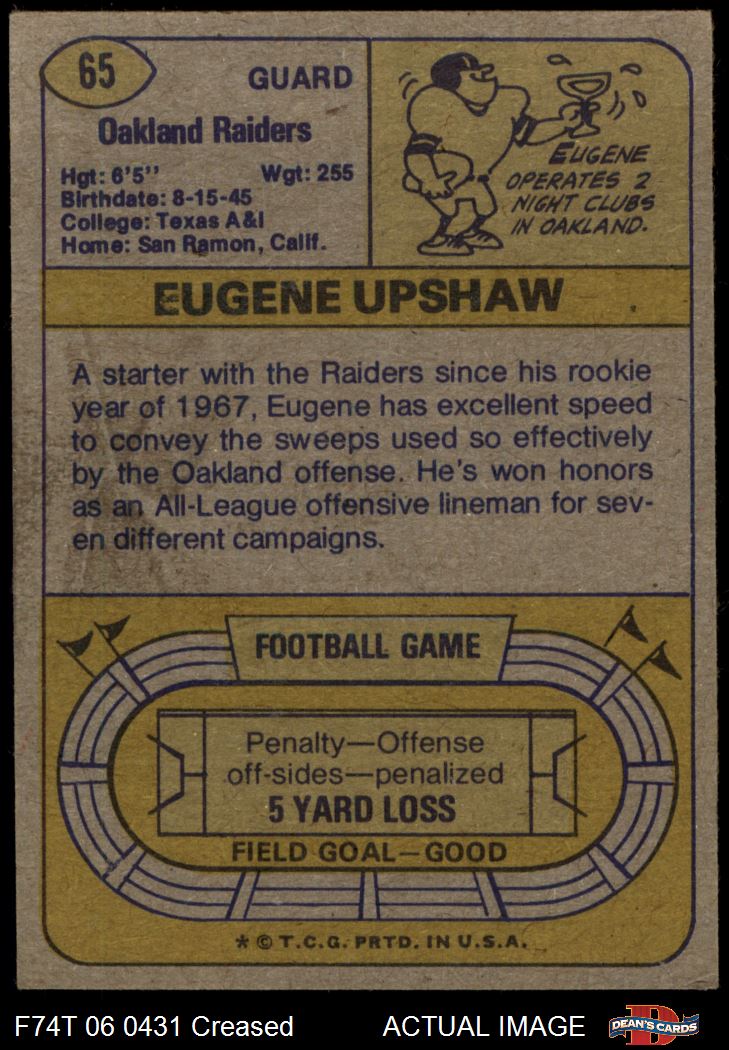 65
GUARD
Oakland Raiders
Hgt: 6'5'' Wgt: 255
Birthdate: 8-15-45
College: Texas A&I
Home: San Ramon, Calif.
EUGENE
OPERATES 2
NIGHT CLUBS
IN OAKLAND.
EUGENE UPSHAW
A starter with the Raiders since his rookie
year of 1967, Eugene has excellent speed
to convey the sweeps used so effectively
by the Oakland offense. He's won honors
as an All-League offensive lineman for sev-
en different campaigns.
FOOTBALL GAME
Penalty—Offense
off-sides—penalized
5 YARD LOSS
FIELD GOAL—GOOD
* © T.C.G. PRTD. IN U.S.A.
F74T 06 0431 Creased ACTUAL IMAGE
DEAN'S CARDS